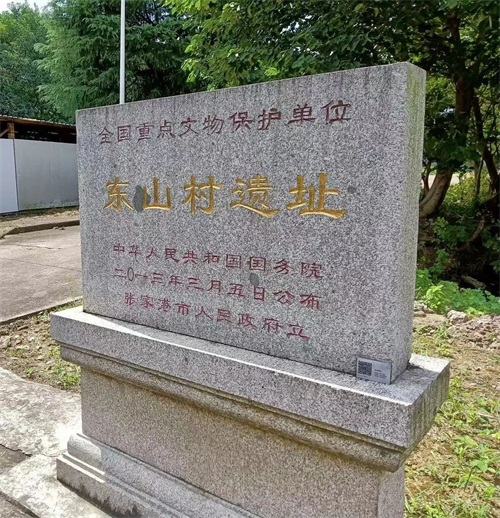 全国重点文物保护单位
东山村遗址
中华人民共和国国务院
二〇一三年三月五日公布
张家港市人民政府立